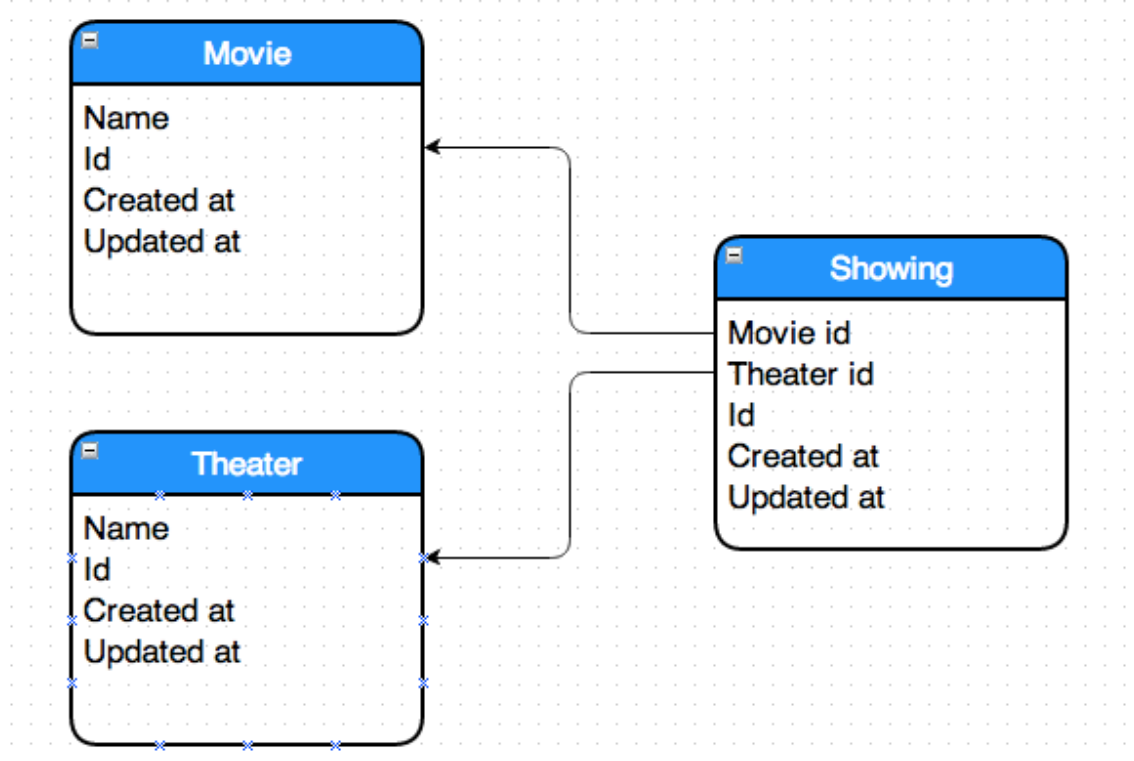 Movie
Name
Id
Created at
Updated at
Showing
Movie id
Theater id
Id
Created at
Updated at
Theater
Name
Id
Created at
Updated at